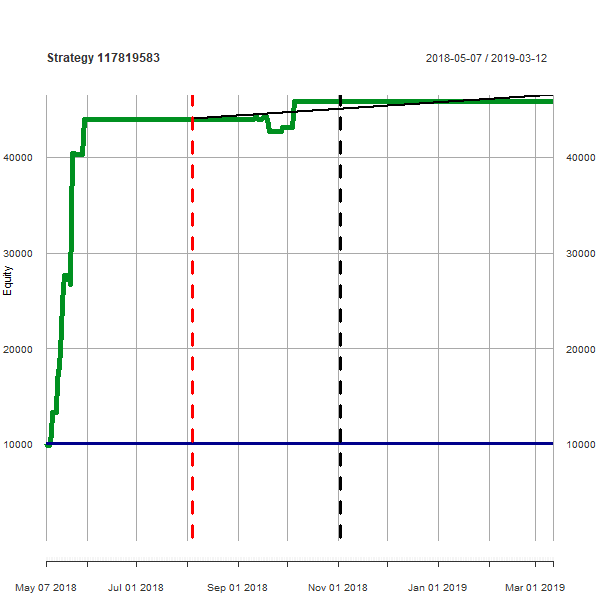 Strategy 117819583
2018-05-07 / 2019-03-12
40000
40000
30000
30000
Equity
20000
20000
10000
10000
May 07 2018
Jul 01 2018
Sep 01 2018
Nov 01 2018
Jan 01 2019
Mar 01 2019